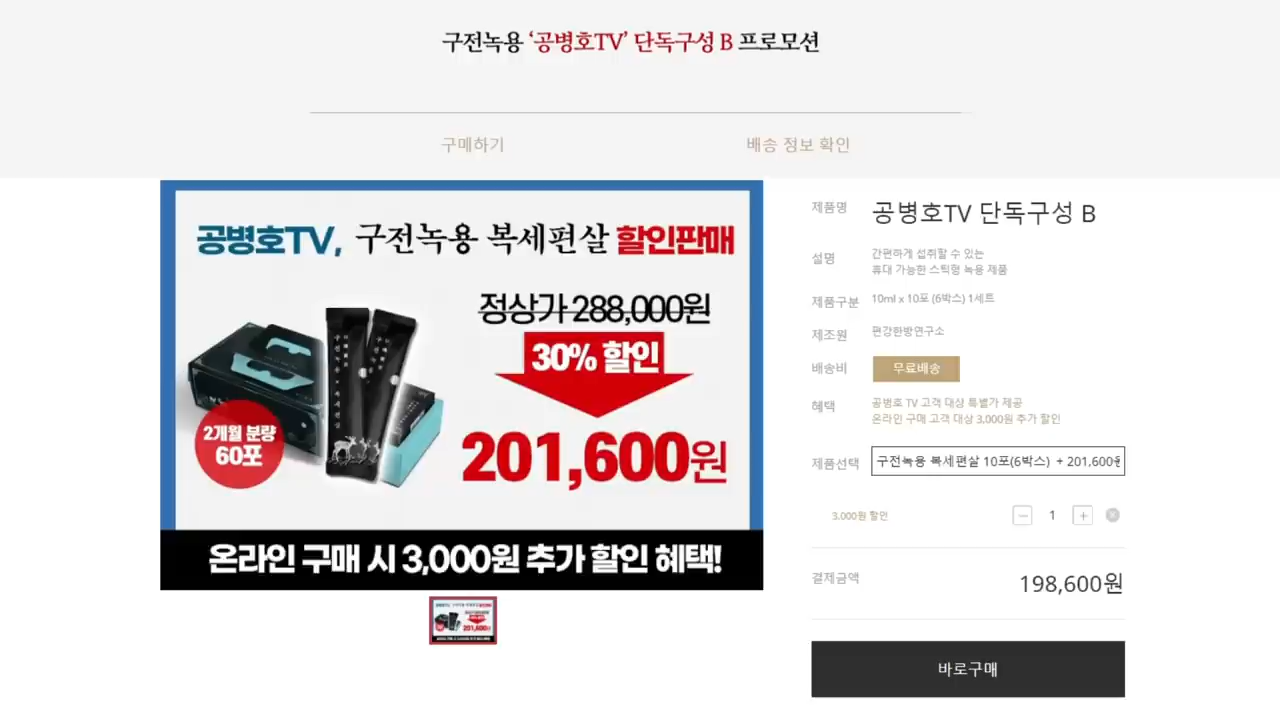 구전녹용 ‘공병호TV’ 단독구성 B 프로모션
구매하기
배송 정보 확인
공병호TV, 구전녹용 복세편살 할인판매
정상가 288,000원
30% 할인
201,600원
2개월 분량
60포
온라인 구매 시 3,000원 추가 할인 혜택!
제품명
공병호TV 단독구성 B
설명
간편하게 섭취할 수 있는
휴대 가능한 스틱형 녹용 제품
제품구분
10ml x 10포 (6박스) 1세트
제조원
편강한방연구소
배송비
무료배송
혜택
공병호 TV 고객 대상 특별가 제공
온라인 구매 고객 대상 3,000원 추가 할인
제품선택
구전녹용 복세편살 10포(6박스) + 201,600원
3,000원 할인
1
결제금액
198,600원
바로구매